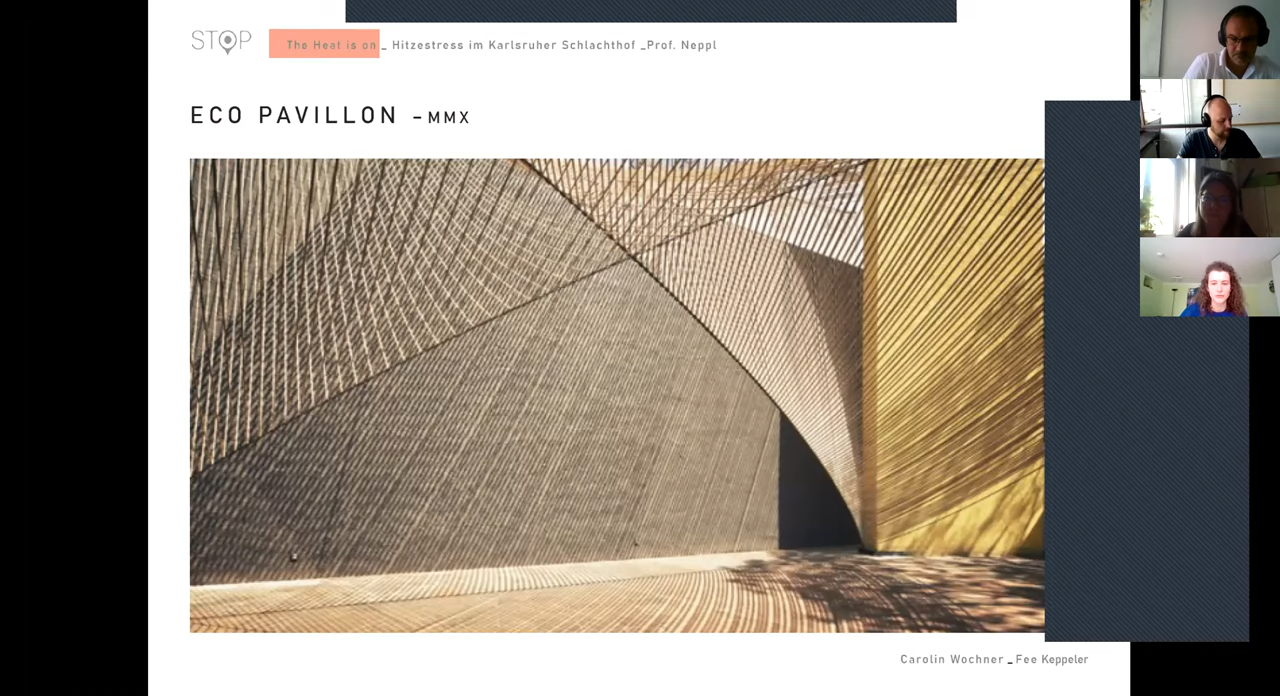 STOP
The Heat is on _ Hitzestress im Karlsruher Schlachthof _Prof. Neppl
ECO PAVILLON – MMX
Carolin Wochner _ Fee Keppeler